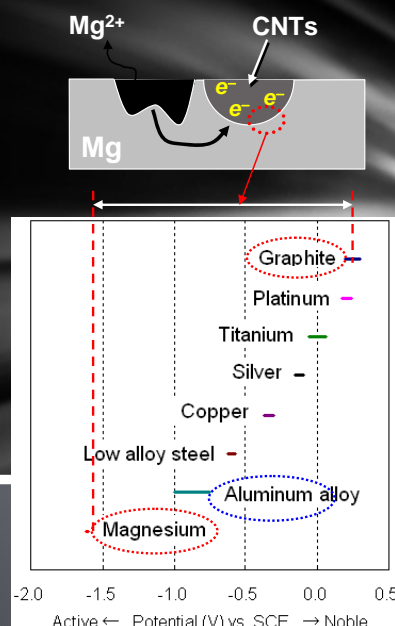 Mg²⁺ CNTs
e⁻
e⁻ e⁻
Mg
Graphite
Platinum
Titanium
Silver
Copper
Low alloy steel
Aluminum alloy
Magnesium
-2.0 -1.5 -1.0 -0.5 0.0 0.5
Active ← Potential (V) vs. SCE → Noble